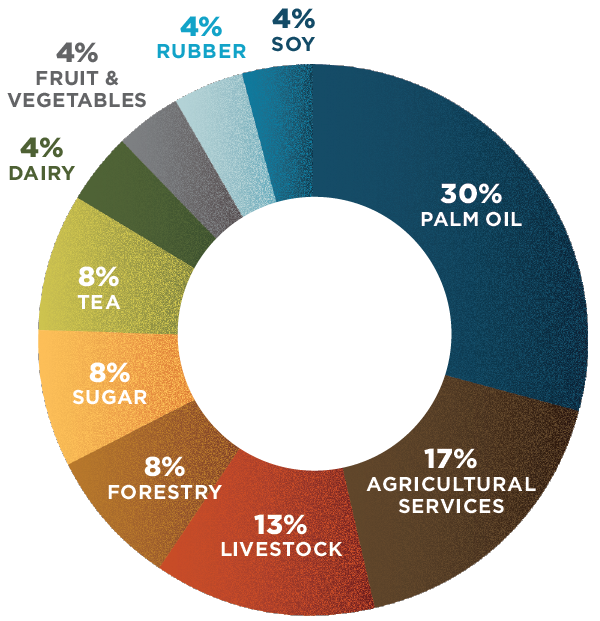 4%
SOY
30%
PALM OIL
17%
AGRICULTURAL
SERVICES
13%
LIVESTOCK
8%
FORESTRY
8%
SUGAR
8%
TEA
4%
DAIRY
4%
FRUIT &
VEGETABLES
4%
RUBBER